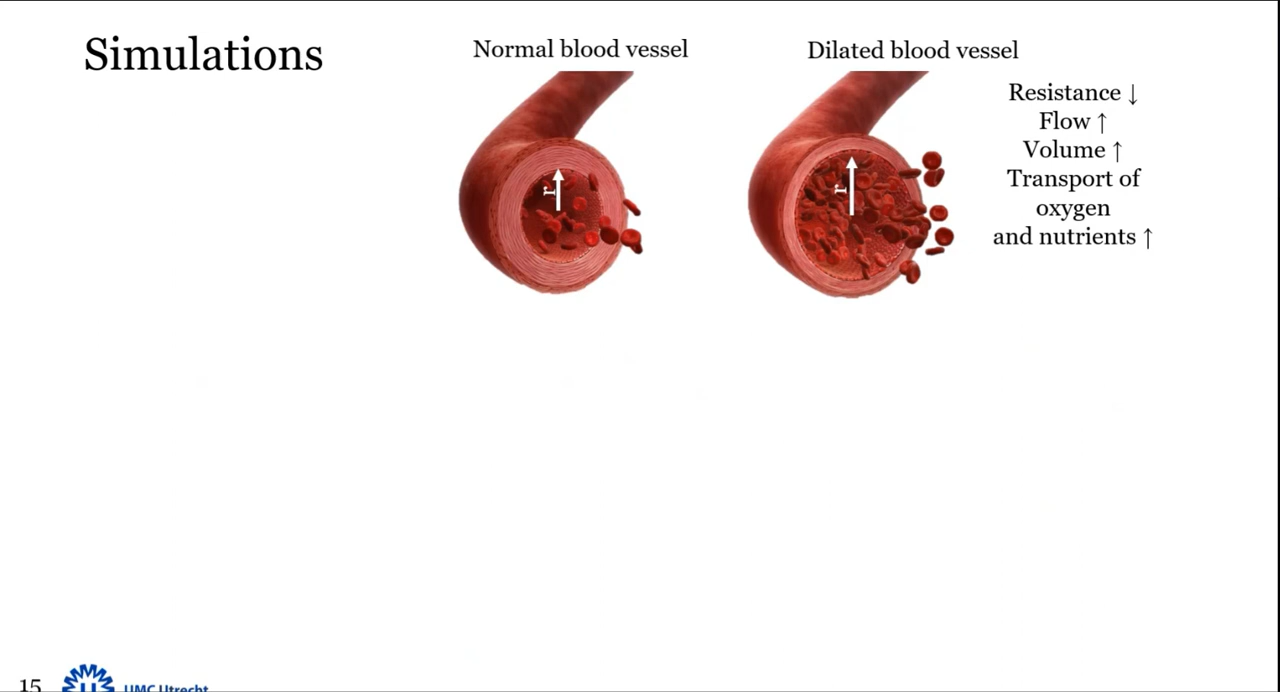 Simulations
Normal blood vessel
Dilated blood vessel
Resistance ↓
Flow ↑
Volume ↑
Transport of
oxygen
and nutrients ↑
r
r
15
UMC Utrecht